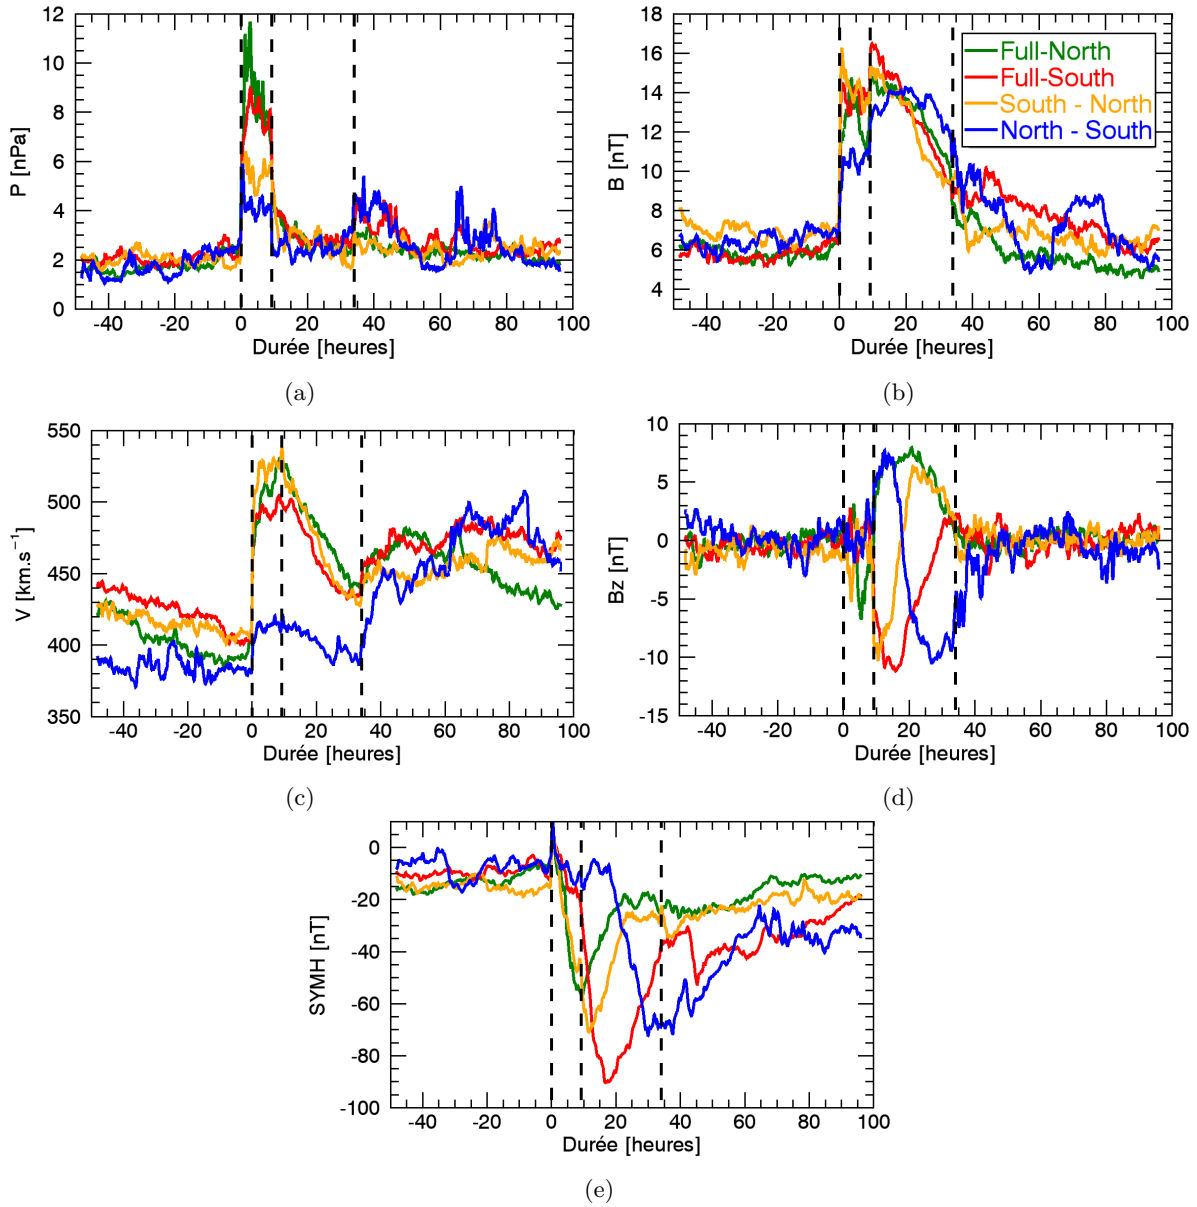 12
10
8
6
4
2
0
P [nPa]
-40 -20 0 20 40 60 80 100
Durée [heures]
(a)
18
16
14
12
10
8
6
4
B [nT]
Full-North
Full-South
South - North
North - South
-40 -20 0 20 40 60 80 100
Durée [heures]
(b)
550
500
450
400
350
V [km.s⁻¹]
-40 -20 0 20 40 60 80 100
Durée [heures]
(c)
10
5
0
-5
-10
-15
Bz [nT]
-40 -20 0 20 40 60 80 100
Durée [heures]
(d)
0
-20
-40
-60
-80
-100
SYMH [nT]
-40 -20 0 20 40 60 80 100
Durée [heures]
(e)